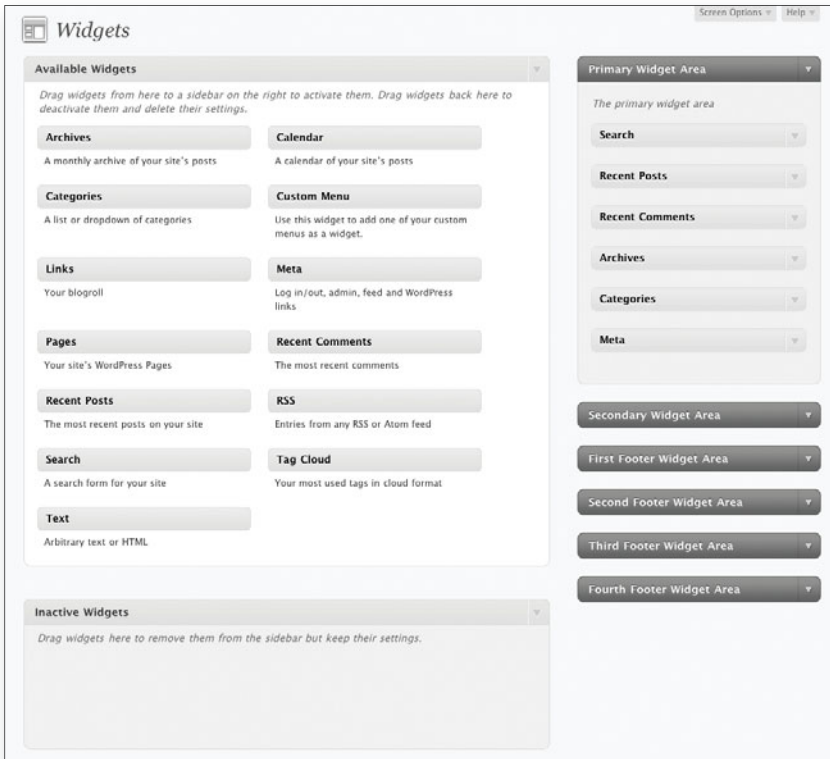 Screen Options
Help
Widgets
Available Widgets
Drag widgets from here to a sidebar on the right to activate them. Drag widgets back here to
deactivate them and delete their settings.
Archives
A monthly archive of your site's posts
Calendar
A calendar of your site's posts
Categories
A list or dropdown of categories
Custom Menu
Use this widget to add one of your custom
menus as a widget.
Links
Your blogroll
Meta
Log in/out, admin, feed and WordPress
links
Pages
Your site's WordPress Pages
Recent Comments
The most recent comments
Recent Posts
The most recent posts on your site
RSS
Entries from any RSS or Atom feed
Search
A search form for your site
Tag Cloud
Your most used tags in cloud format
Text
Arbitrary text or HTML
Inactive Widgets
Drag widgets here to remove them from the sidebar but keep their settings.
Primary Widget Area
The primary widget area
Search
Recent Posts
Recent Comments
Archives
Categories
Meta
Secondary Widget Area
First Footer Widget Area
Second Footer Widget Area
Third Footer Widget Area
Fourth Footer Widget Area